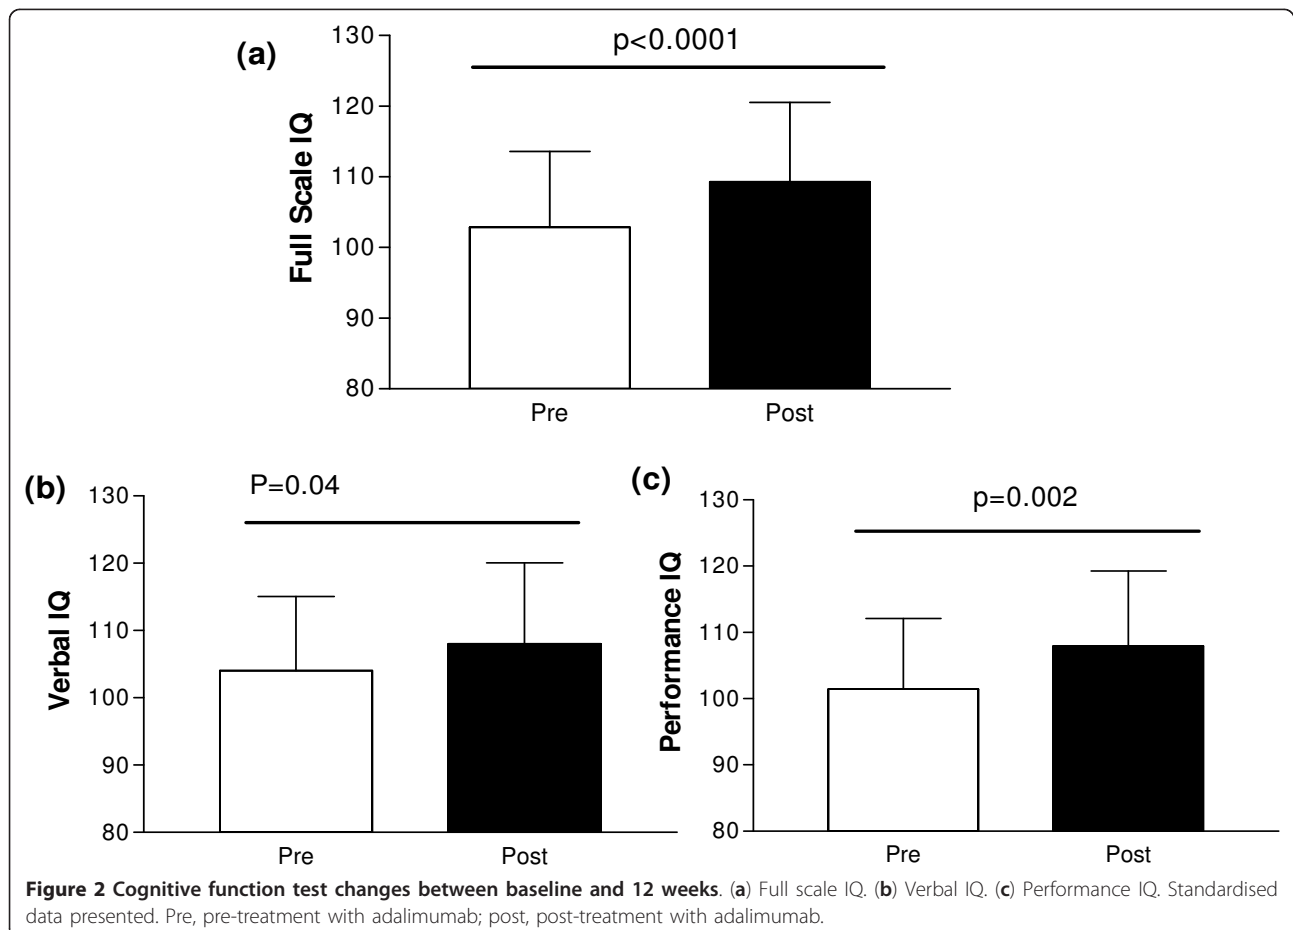 (a)
p<0.0001
130
120
110
100
90
80
Full Scale IQ
Pre Post
(b)
P=0.04
130
120
110
100
90
80
Verbal IQ
Pre Post
(c)
p=0.002
130
120
110
100
90
80
Performance IQ
Pre Post
Figure 2 Cognitive function test changes between baseline and 12 weeks. (a) Full scale IQ. (b) Verbal IQ. (c) Performance IQ. Standardised
data presented. Pre, pre-treatment with adalimumab; post, post-treatment with adalimumab.